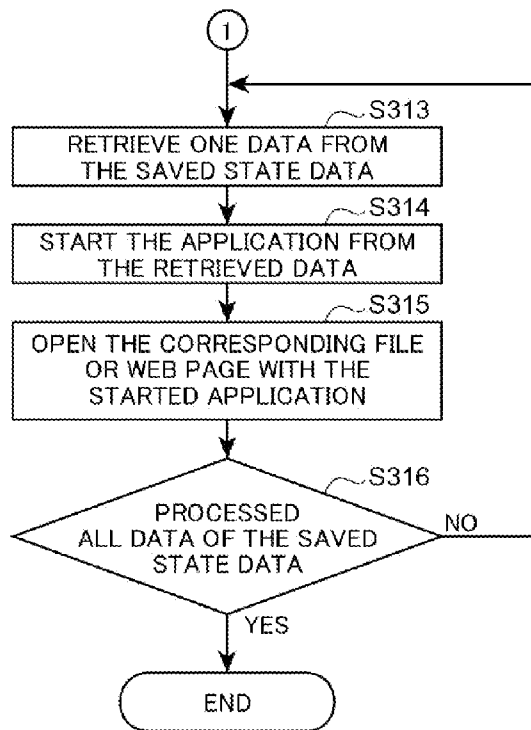 1
S313
RETRIEVE ONE DATA FROM
THE SAVED STATE DATA
S314
START THE APPLICATION FROM
THE RETRIEVED DATA
S315
OPEN THE CORRESPONDING FILE
OR WEB PAGE WITH THE
STARTED APPLICATION
S316
PROCESSED
ALL DATA OF THE SAVED
STATE DATA
NO
YES
END